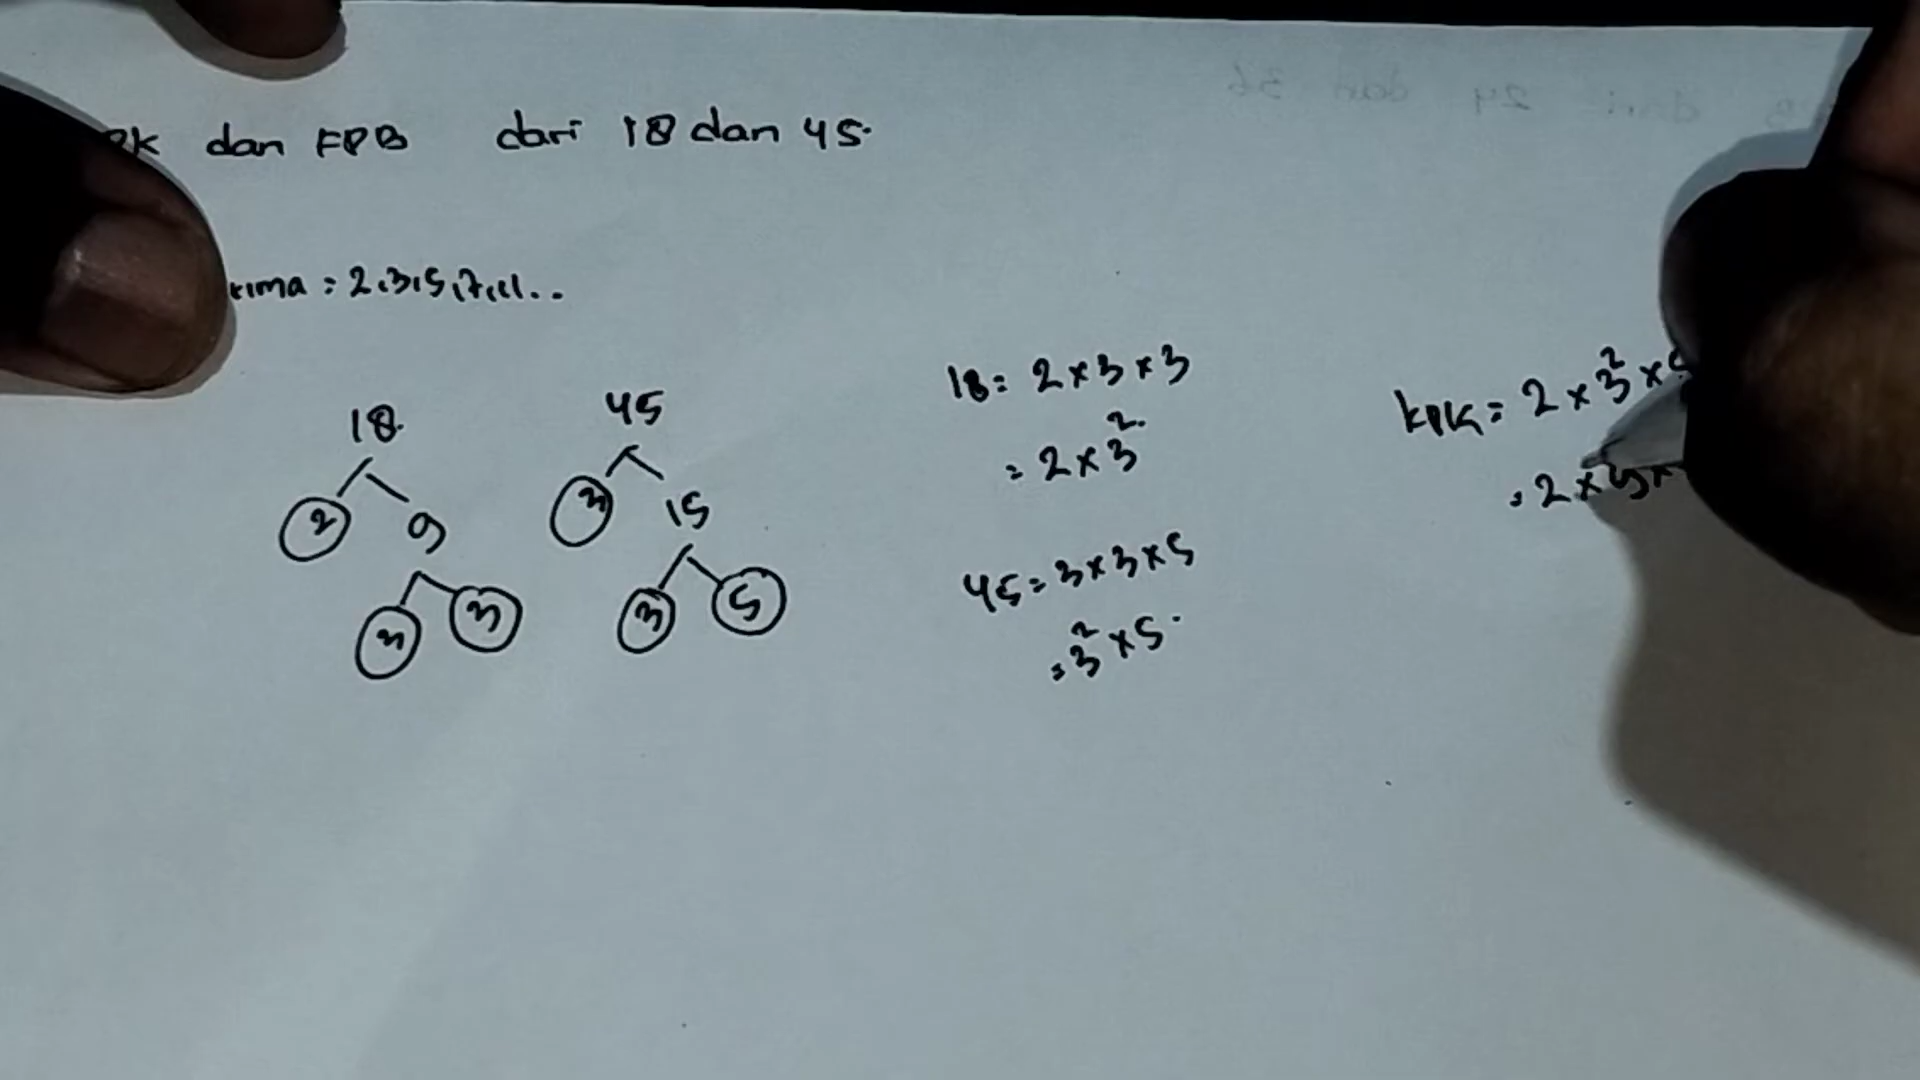 dan FPB dari 18 dan 45.
= 2,3,5,7,11...
18
2 9
3 3
45
3 15
3 5
18 = 2 × 3 × 3
= 2 × 3²
45 = 3 × 3 × 5
= 3² × 5
KPK = 2 × 3² ×
= 2 ×